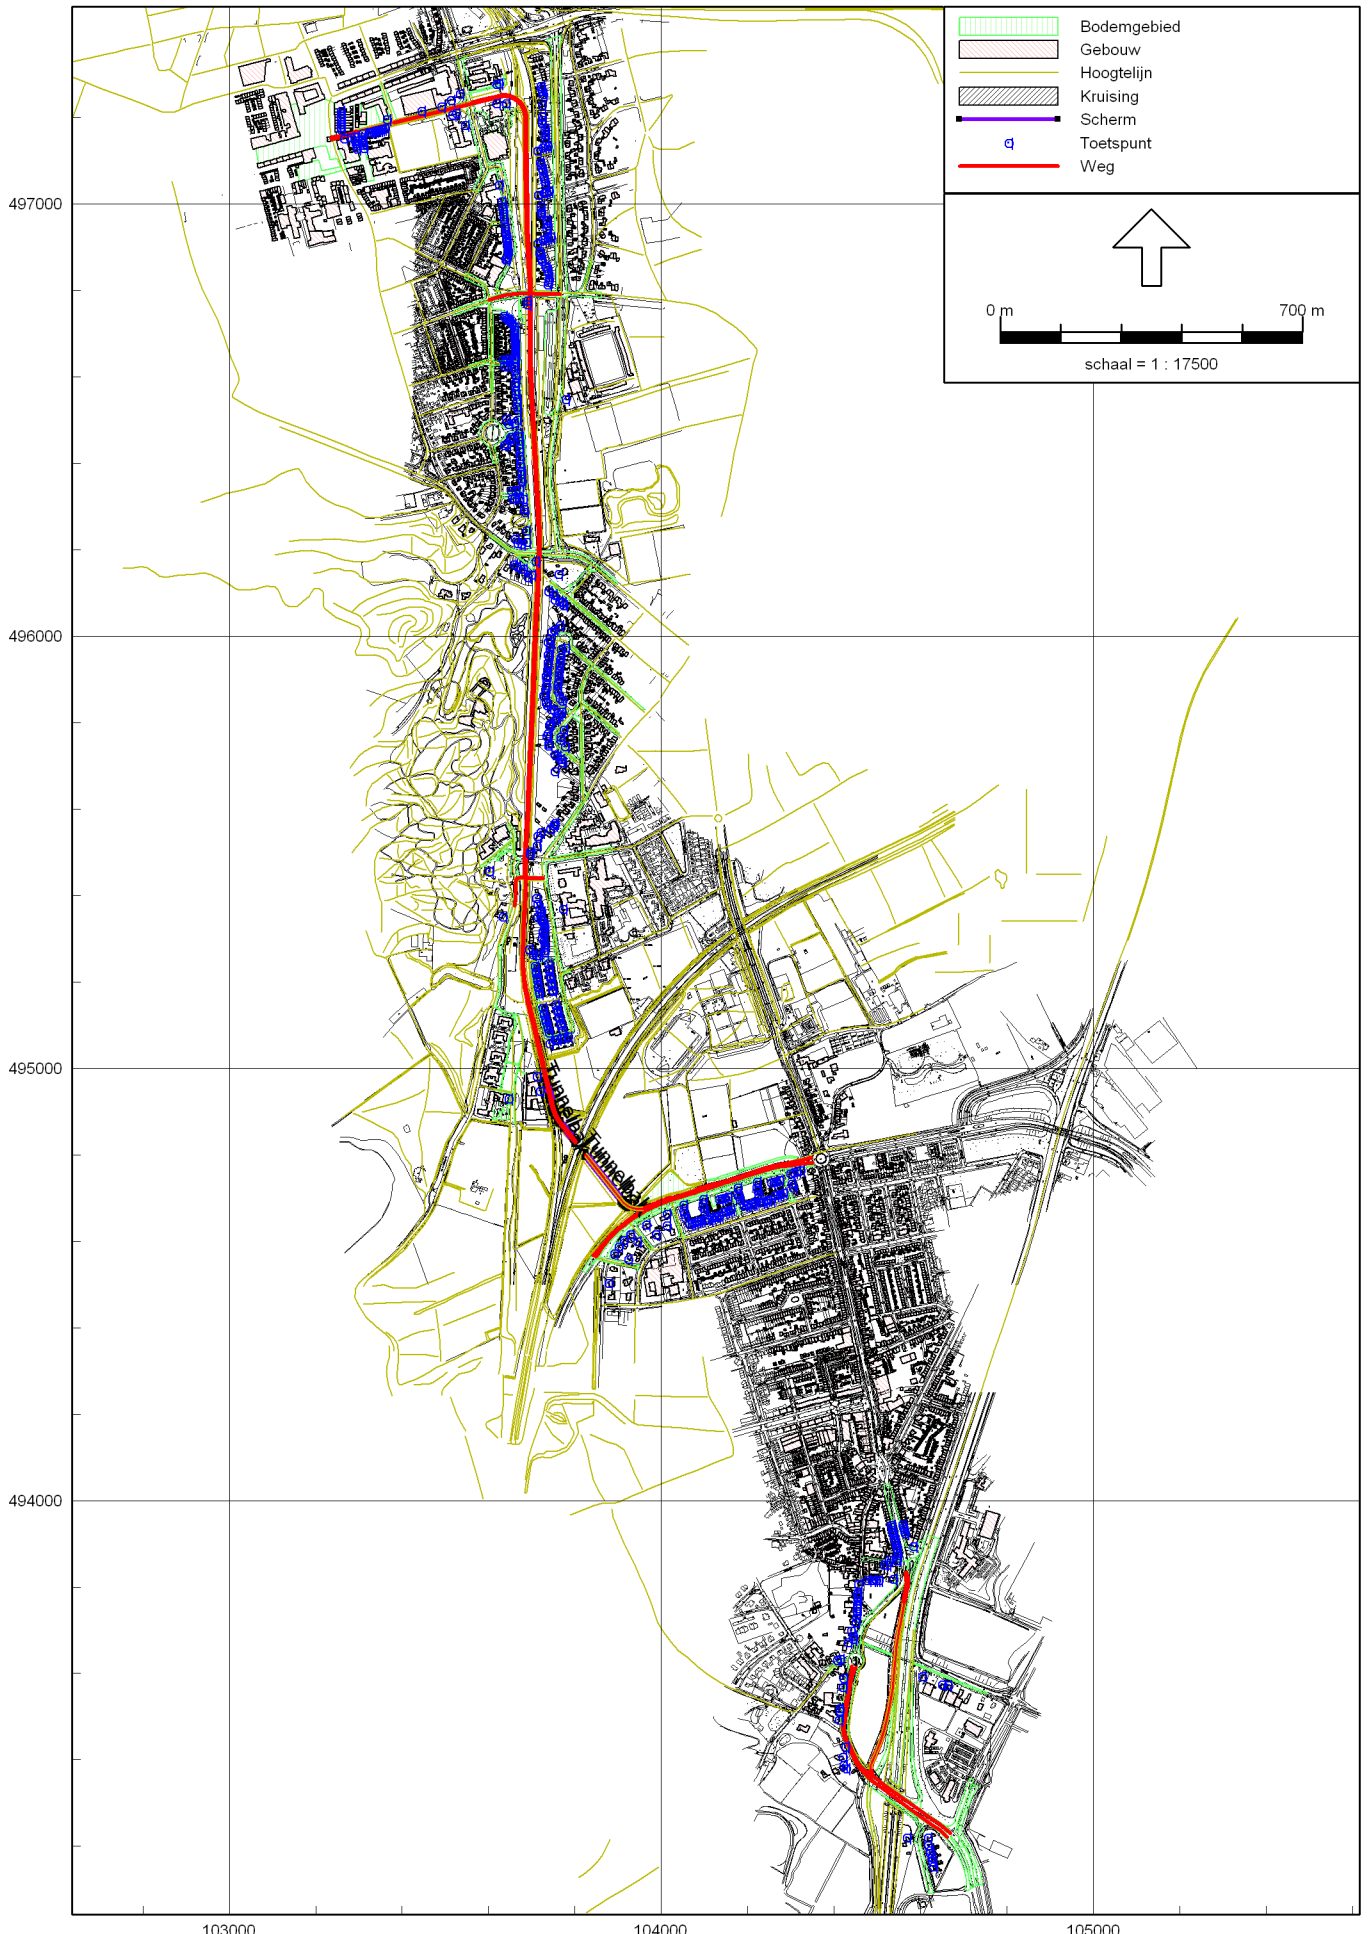 Bodemgebied
Gebouw
Hoogtelijn
Kruising
Scherm
Toetspunt
Weg
0 m 700 m
schaal = 1 : 17500
497000
496000
495000
494000
103000 104000 105000